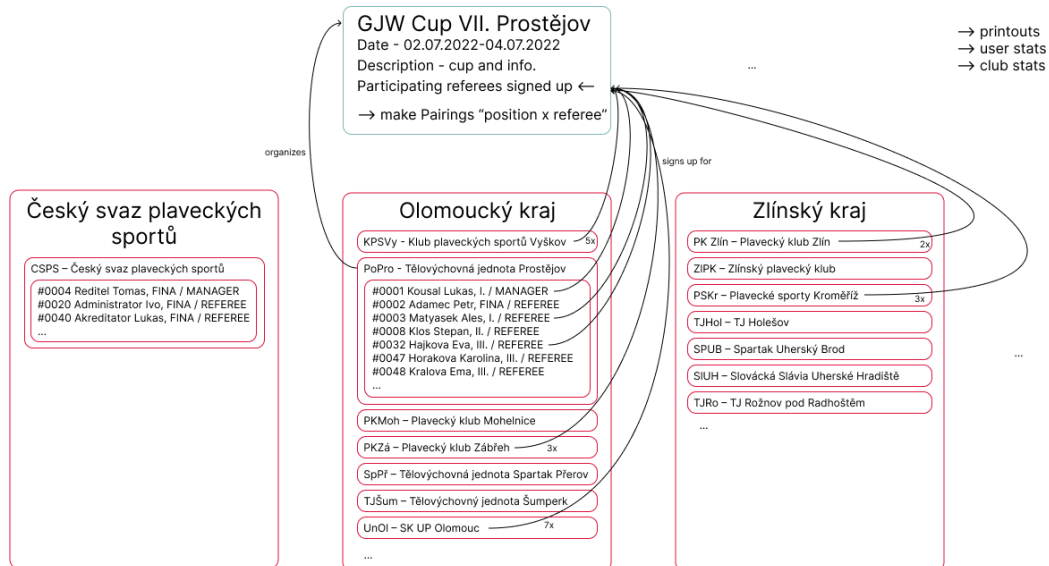 GJW Cup VII. Prostějov
Date - 02.07.2022-04.07.2022
Description - cup and info.
Participating referees signed up ←
→ make Pairings “position x referee”
→ printouts
→ user stats
→ club stats
...
organizes
signs up for
Český svaz plaveckých
sportů
CSPS – Český svaz plaveckých sportů
#0004 Reditel Tomas, FINA / MANAGER
#0020 Administrator Ivo, FINA / REFEREE
#0040 Akreditator Lukas, FINA / REFEREE
...
Olomoucký kraj
KPSVy - Klub plaveckých sportů Vyškov
5x
PoPro - Tělovýchovná jednota Prostějov
#0001 Kousal Lukas, I. / MANAGER
#0002 Adamec Petr, FINA / REFEREE
#0003 Matyasek Ales, I. / REFEREE
#0008 Klos Stepan, II. / REFEREE
#0032 Hajkova Eva, III. / REFEREE
#0047 Horakova Karolina, III. / REFEREE
#0048 Kralova Ema, III. / REFEREE
...
PKMoh – Plavecký klub Mohelnice
PKZá – Plavecký klub Zábřeh
3x
SpPř – Tělovýchovná jednota Spartak Přerov
TJŠum – Tělovýchovný jednota Šumperk
UnOl – SK UP Olomouc
7x
...
Zlínský kraj
PK Zlín – Plavecký klub Zlín
2x
ZlPK – Zlínský plavecký klub
PSKr – Plavecké sporty Kroměříž
3x
TJHol – TJ Holešov
SPUB – Spartak Uherský Brod
SlUH – Slovácká Slávia Uherské Hradiště
TJRo – TJ Rožnov pod Radhoštěm
...
...